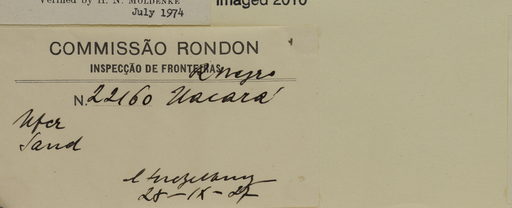 Verified by H. N. MOLDENKE
July 1974
Imaged 2010
COMMISSÃO RONDON
INSPECÇÃO DE FRONTEIRAS
R. Negro
N. 22160 Uacará
Ufer
Sand
28-IX-27